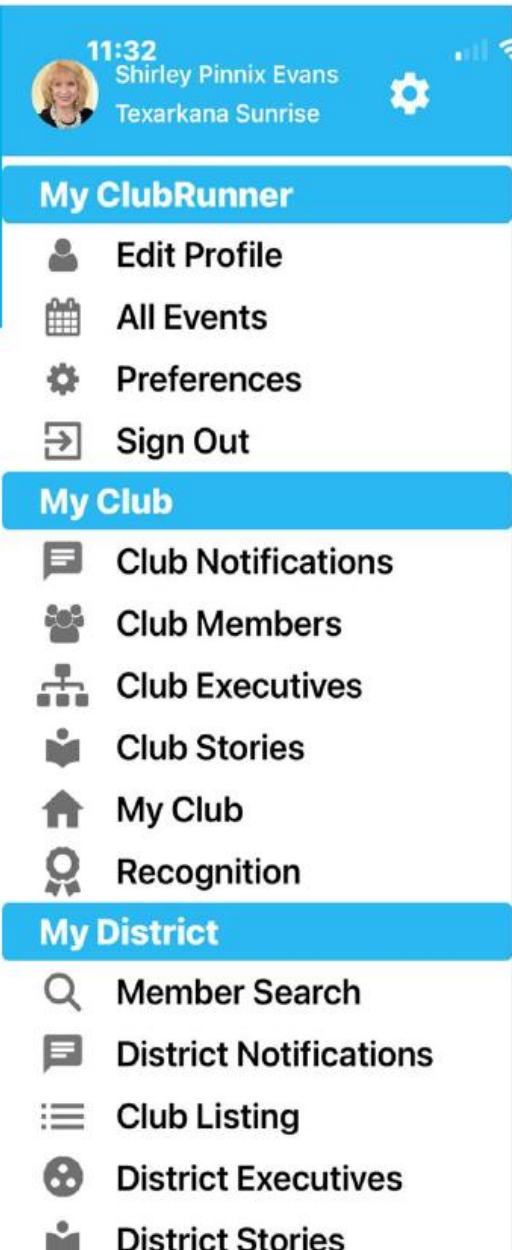 11:32
Shirley Pinnix Evans
Texarkana Sunrise
My ClubRunner
Edit Profile
All Events
Preferences
Sign Out
My Club
Club Notifications
Club Members
Club Executives
Club Stories
My Club
Recognition
My District
Member Search
District Notifications
Club Listing
District Executives
District Stories